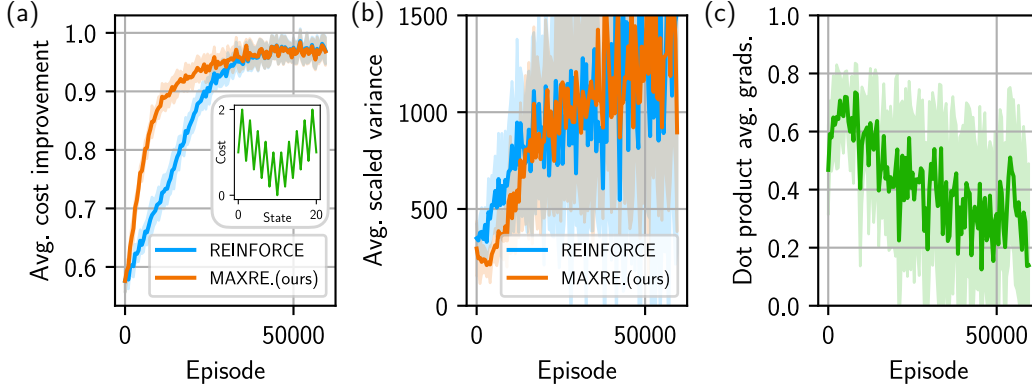 (a)
Avg. cost improvement
1.0
0.9
0.8
0.7
0.6
0
50000
Episode
Cost
2
0
0
State
20
REINFORCE
MAXRE.(ours)
(b)
Avg. scaled variance
1500
1000
500
0
0
50000
Episode
REINFORCE
MAXRE.(ours)
(c)
Dot product avg. grads.
1.0
0.8
0.6
0.4
0.2
0.0
0
50000
Episode